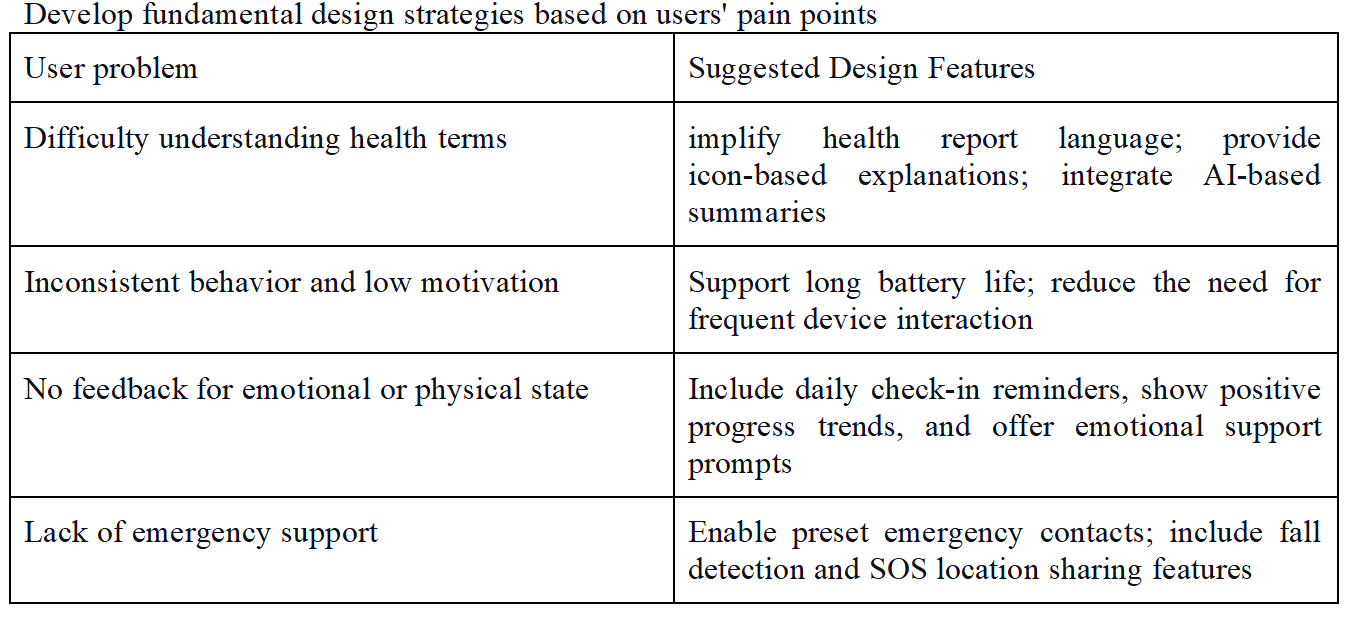 Develop fundamental design strategies based on users' pain points
User problem
Suggested Design Features
Difficulty understanding health terms
implify health report language; provide
icon-based explanations; integrate AI-based
summaries
Inconsistent behavior and low motivation
Support long battery life; reduce the need for
frequent device interaction
No feedback for emotional or physical state
Include daily check-in reminders, show positive
progress trends, and offer emotional support
prompts
Lack of emergency support
Enable preset emergency contacts; include fall
detection and SOS location sharing features